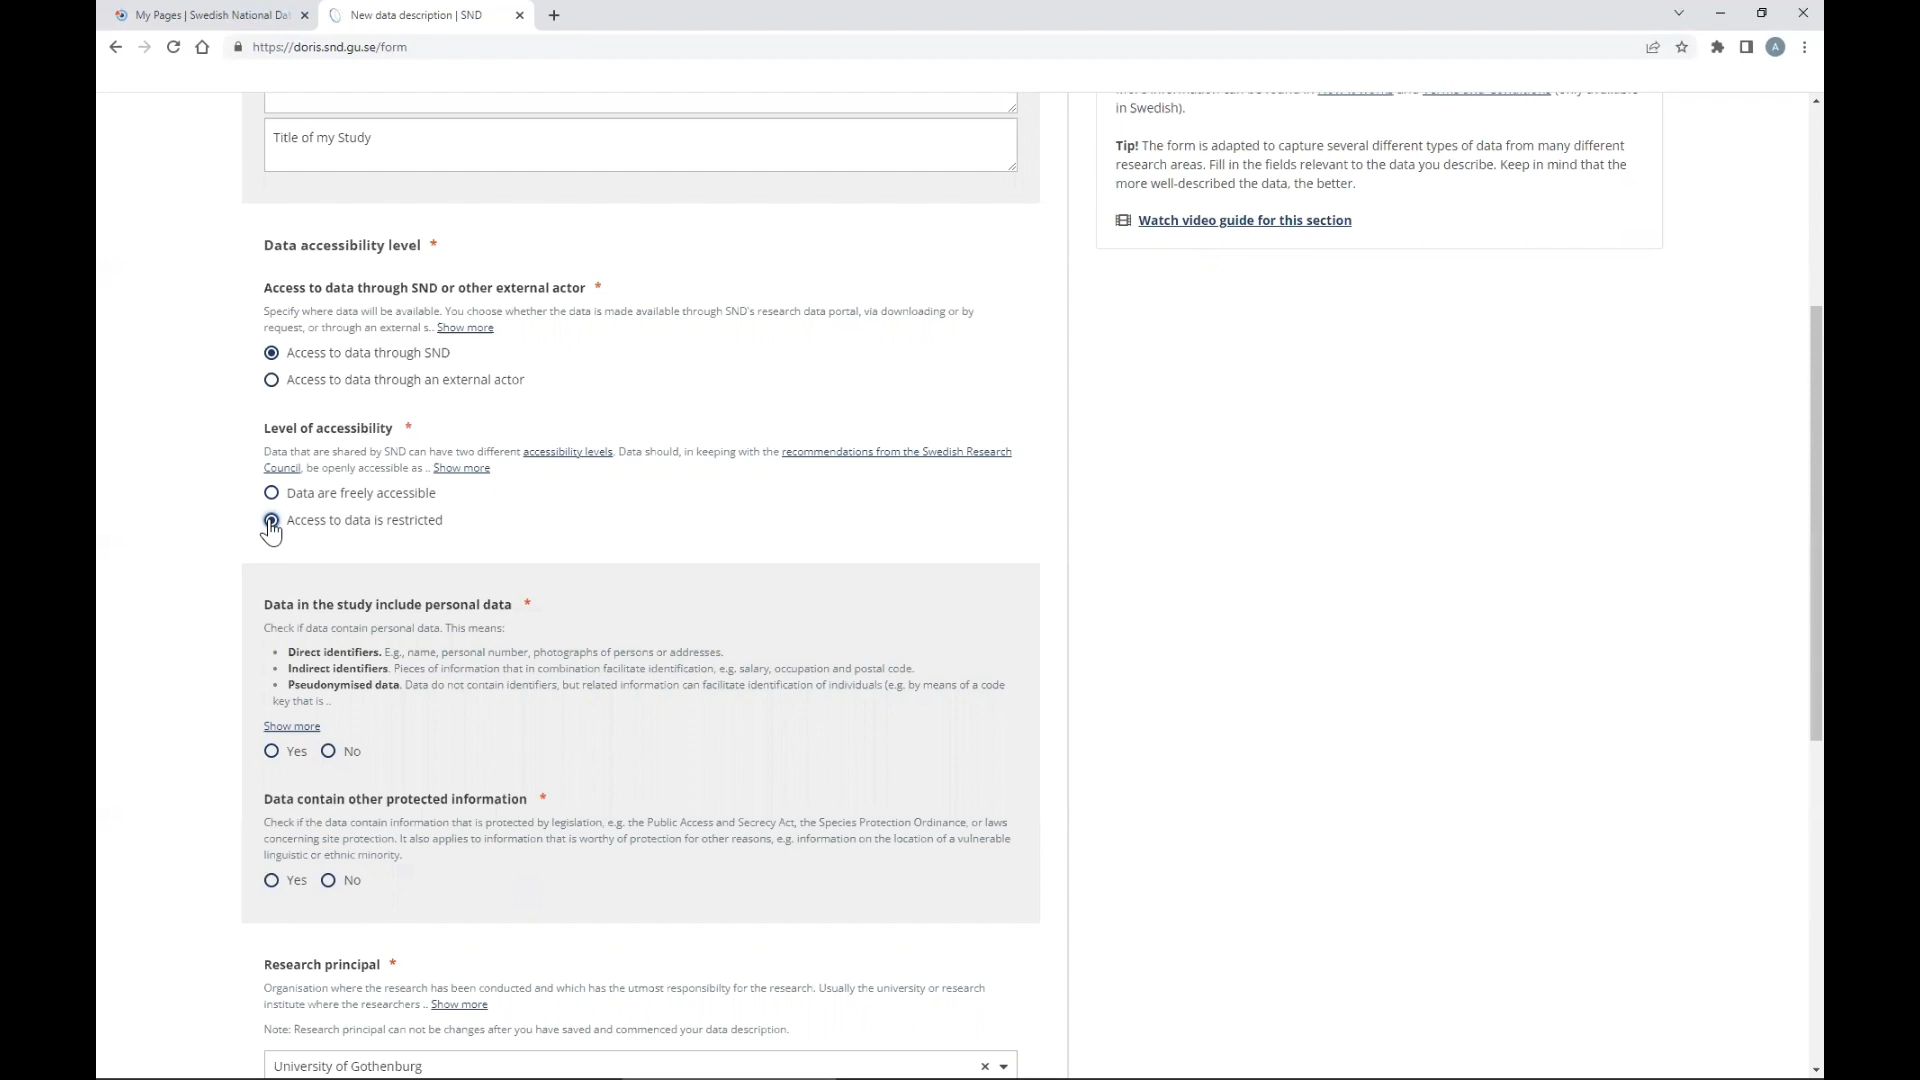 My Pages | Swedish National Da
New data description | SND
https://doris.snd.gu.se/form
A
in Swedish).
Title of my Study
Tip! The form is adapted to capture several different types of data from many different
research areas. Fill in the fields relevant to the data you describe. Keep in mind that the
more well-described the data, the better.
Watch video guide for this section
Data accessibility level *
Access to data through SND or other external actor *
Specify where data will be available. You choose whether the data is made available through SND's research data portal, via downloading or by
request, or through an external s.. Show more
Access to data through SND
Access to data through an external actor
Level of accessibility *
Data that are shared by SND can have two different accessibility levels. Data should, in keeping with the recommendations from the Swedish Research
Council, be openly accessible as .. Show more
Data are freely accessible
Access to data is restricted
Data in the study include personal data *
Check if data contain personal data. This means:
• Direct identifiers. E.g., name, personal number, photographs of persons or addresses.
• Indirect identifiers. Pieces of information that in combination facilitate identification, e.g. salary, occupation and postal code.
• Pseudonymised data. Data do not contain identifiers, but related information can facilitate identification of individuals (e.g. by means of a code
key that is ..
Show more
Yes No
Data contain other protected information *
Check if the data contain information that is protected by legislation, e.g. the Public Access and Secrecy Act, the Species Protection Ordinance, or laws
concerning site protection. It also applies to information that is worthy of protection for other reasons, e.g. information on the location of a vulnerable
linguistic or ethnic minority.
Yes No
Research principal *
Organisation where the research has been conducted and which has the utmost responsibilty for the research. Usually the university or research
institute where the researchers .. Show more
Note: Research principal can not be changes after you have saved and commenced your data description.
University of Gothenburg